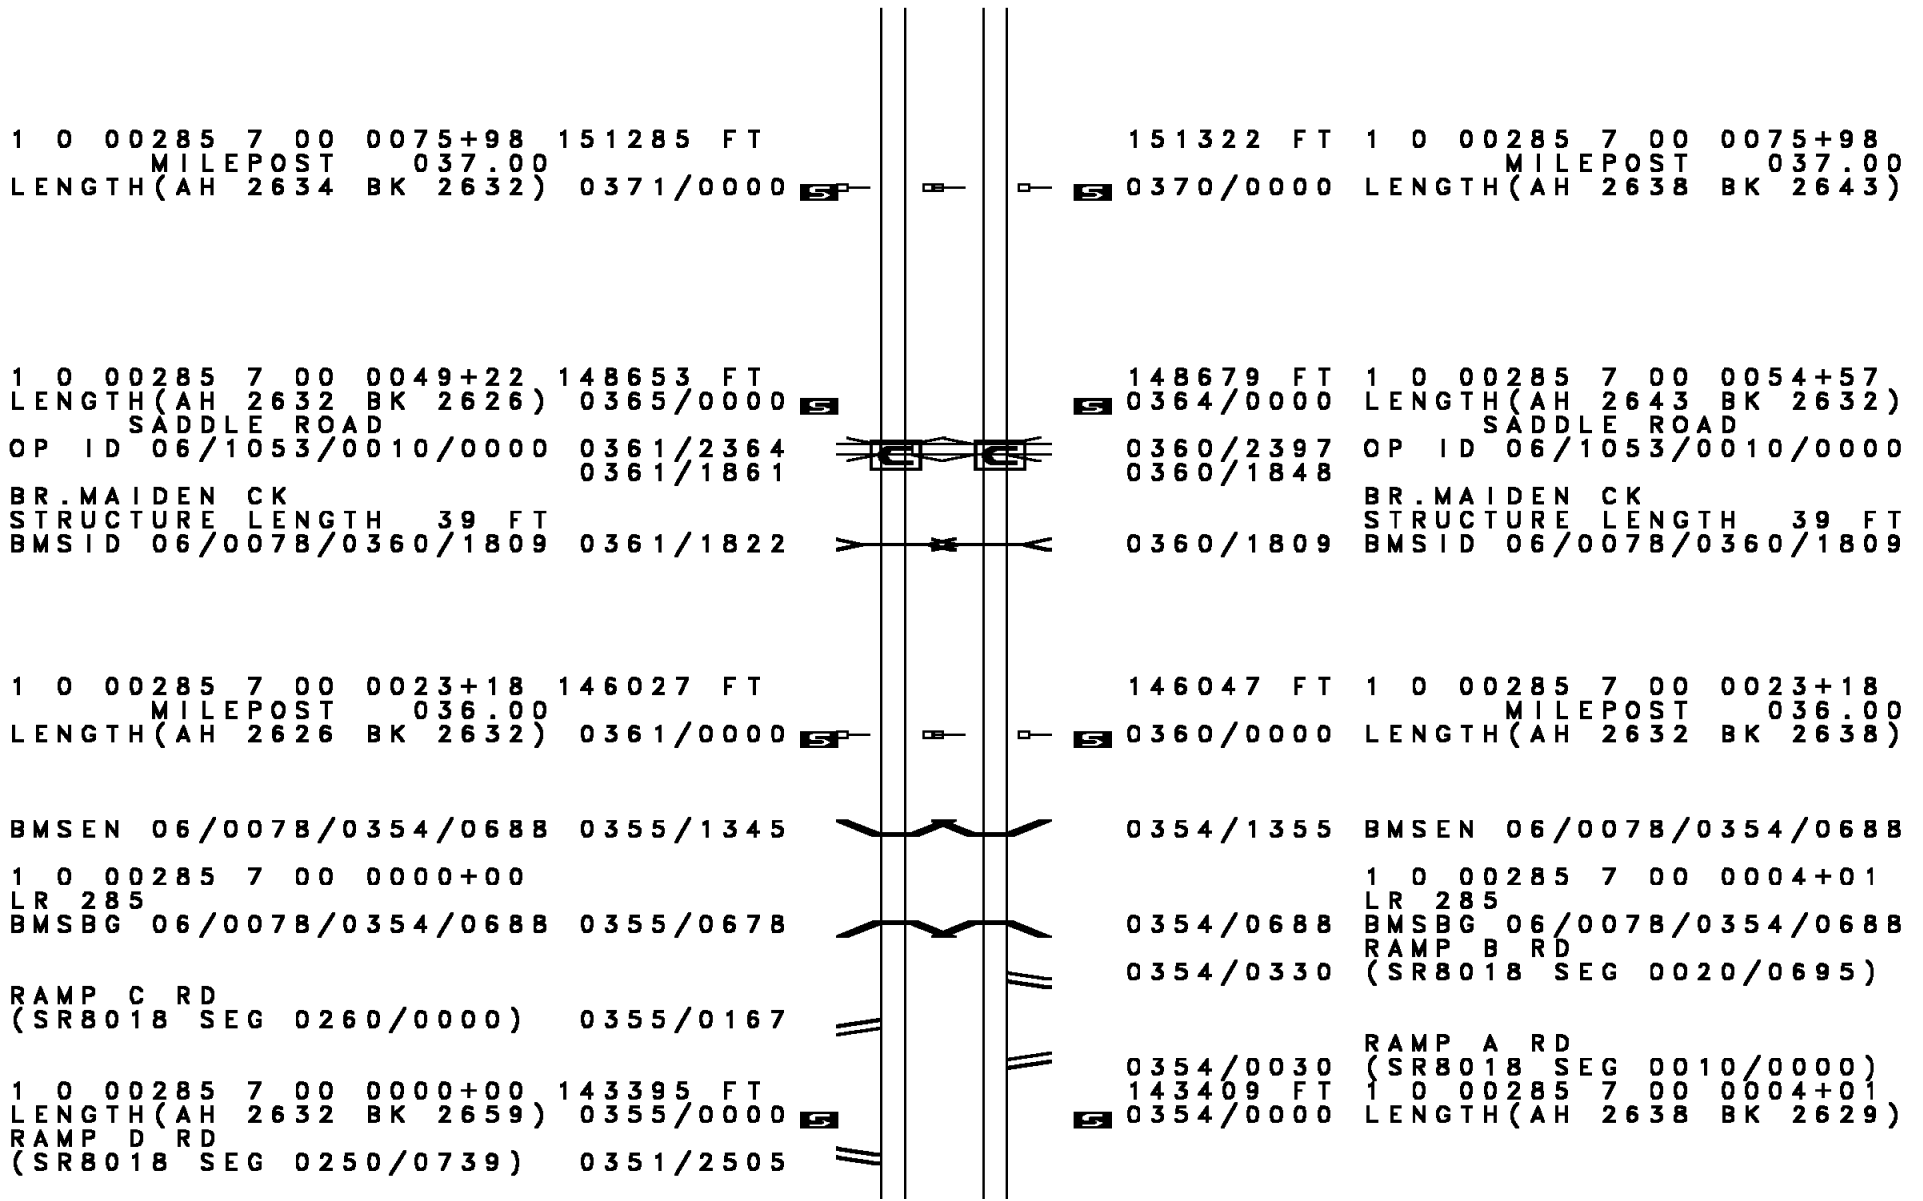 1 0 00285 7 00 0075+98 151285 FT 151322 FT 1 0 00285 7 00 0075+98
MILEPOST 037.00 MILEPOST 037.00
LENGTH(AH 2634 BK 2632) 0371/0000 S S 0370/0000 LENGTH(AH 2638 BK 2643)
1 0 00285 7 00 0049+22 148653 FT 148679 FT 1 0 00285 7 00 0054+57
LENGTH(AH 2632 BK 2626) 0365/0000 S S 0364/0000 LENGTH(AH 2643 BK 2632)
SADDLE ROAD SADDLE ROAD
OP ID 06/1053/0010/0000 0361/2364 C C 0360/2397 OP ID 06/1053/0010/0000
0361/1861 0360/1848
BR.MAIDEN CK BR.MAIDEN CK
STRUCTURE LENGTH 39 FT STRUCTURE LENGTH 39 FT
BMSID 06/0078/0360/1809 0361/1822 0360/1809 BMSID 06/0078/0360/1809
1 0 00285 7 00 0023+18 146027 FT 146047 FT 1 0 00285 7 00 0023+18
MILEPOST 036.00 MILEPOST 036.00
LENGTH(AH 2626 BK 2632) 0361/0000 S S 0360/0000 LENGTH(AH 2632 BK 2638)
BMSEN 06/0078/0354/0688 0355/1345 0354/1355 BMSEN 06/0078/0354/0688
1 0 00285 7 00 0000+00 1 0 00285 7 00 0004+01
LR 285 LR 285
BMSBG 06/0078/0354/0688 0355/0678 0354/0688 BMSBG 06/0078/0354/0688
RAMP B RD
0354/0330 (SR8018 SEG 0020/0695)
RAMP C RD
(SR8018 SEG 0260/0000) 0355/0167
RAMP A RD
0354/0030 (SR8018 SEG 0010/0000)
1 0 00285 7 00 0000+00 143395 FT 143409 FT 1 0 00285 7 00 0004+01
LENGTH(AH 2632 BK 2659) 0355/0000 S S 0354/0000 LENGTH(AH 2638 BK 2629)
RAMP D RD
(SR8018 SEG 0250/0739) 0351/2505